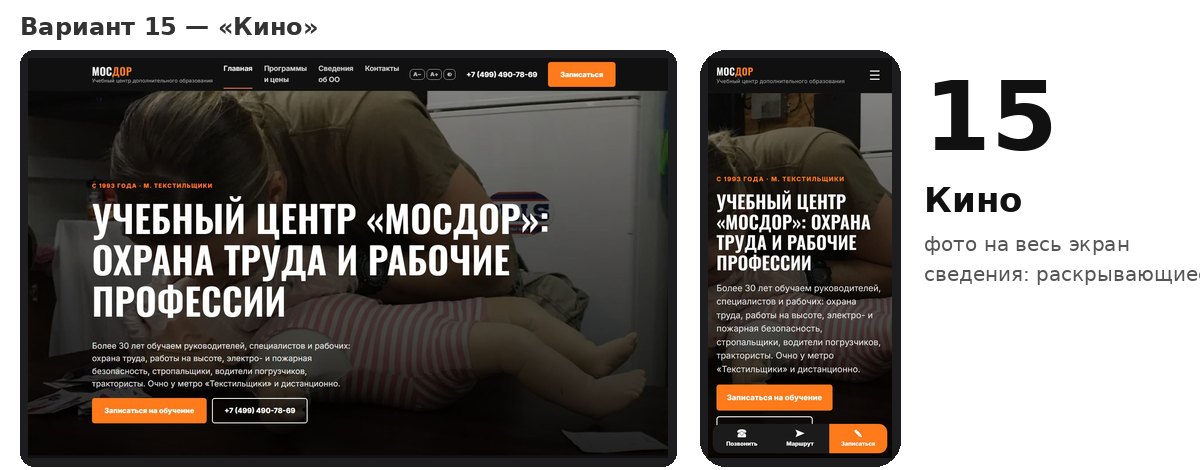 Вариант 15 — «Кино»
МОСДОР
Учебный центр дополнительного образования
Главная
Программы и цены
Сведения об ОО
Контакты
A−
A+
+7 (499) 490-78-69
Записаться
С 1993 ГОДА · М. ТЕКСТИЛЬЩИКИ
УЧЕБНЫЙ ЦЕНТР «МОСДОР»:
ОХРАНА ТРУДА И РАБОЧИЕ
ПРОФЕССИИ
Более 30 лет обучаем руководителей, специалистов и рабочих:
охрана труда, работы на высоте, электро- и пожарная
безопасность, стропальщики, водители погрузчиков,
трактористы. Очно у метро «Текстильщики» и дистанционно.
Записаться на обучение
+7 (499) 490-78-69
МОСДОР
Учебный центр дополнительного образования
С 1993 ГОДА · М. ТЕКСТИЛЬЩИКИ
УЧЕБНЫЙ ЦЕНТР
«МОСДОР»: ОХРАНА
ТРУДА И РАБОЧИЕ
ПРОФЕССИИ
Более 30 лет обучаем руководителей,
специалистов и рабочих: охрана
труда, работы на высоте, электро- и
пожарная безопасность,
стропальщики, водители погрузчиков,
трактористы. Очно у метро
«Текстильщики» и дистанционно.
Записаться на обучение
Позвонить
Маршрут
Записаться
15
Кино
фото на весь экран
сведения: